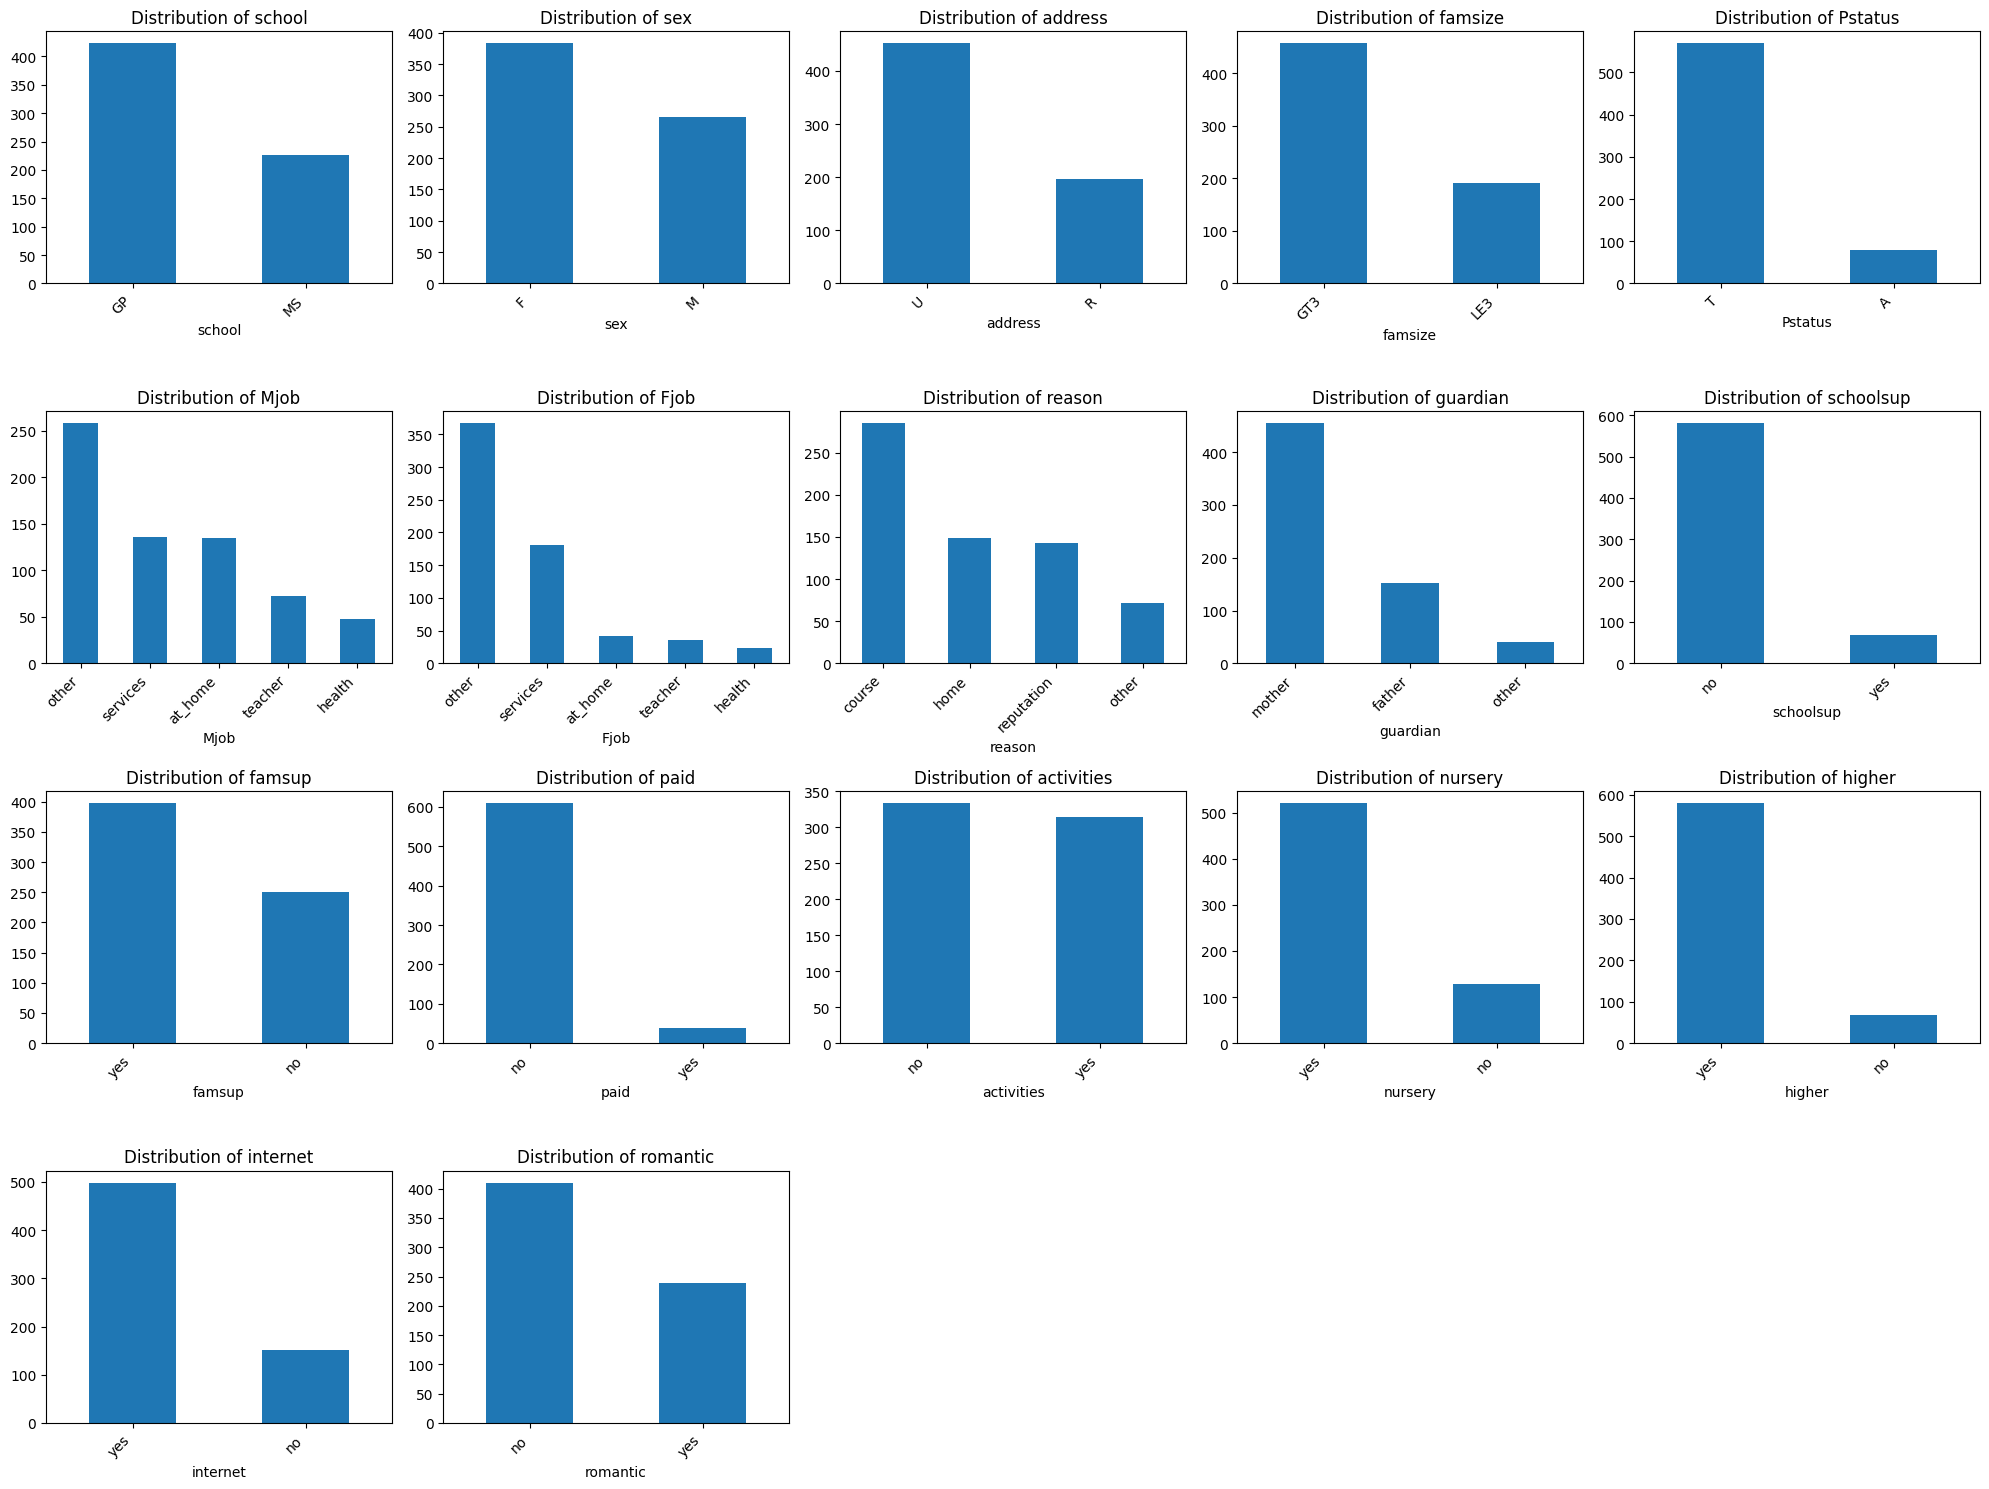 Distribution of school
400
350
300
250
200
150
100
50
0
GP
MS
school
Distribution of sex
400
350
300
250
200
150
100
50
0
F
M
sex
Distribution of address
400
300
200
100
0
U
R
address
Distribution of famsize
400
300
200
100
0
GT3
LE3
famsize
Distribution of Pstatus
500
400
300
200
100
0
T
A
Pstatus
Distribution of Mjob
250
200
150
100
50
0
other
services
at_home
teacher
health
Mjob
Distribution of Fjob
350
300
250
200
150
100
50
0
other
services
at_home
teacher
health
Fjob
Distribution of reason
250
200
150
100
50
0
course
home
reputation
other
reason
Distribution of guardian
400
300
200
100
0
mother
father
other
guardian
Distribution of schoolsup
600
500
400
300
200
100
0
no
yes
schoolsup
Distribution of famsup
400
350
300
250
200
150
100
50
0
yes
no
famsup
Distribution of paid
600
500
400
300
200
100
0
no
yes
paid
Distribution of activities
350
300
250
200
150
100
50
0
no
yes
activities
Distribution of nursery
500
400
300
200
100
0
yes
no
nursery
Distribution of higher
600
500
400
300
200
100
0
yes
no
higher
Distribution of internet
500
400
300
200
100
0
yes
no
internet
Distribution of romantic
400
350
300
250
200
150
100
50
0
no
yes
romantic